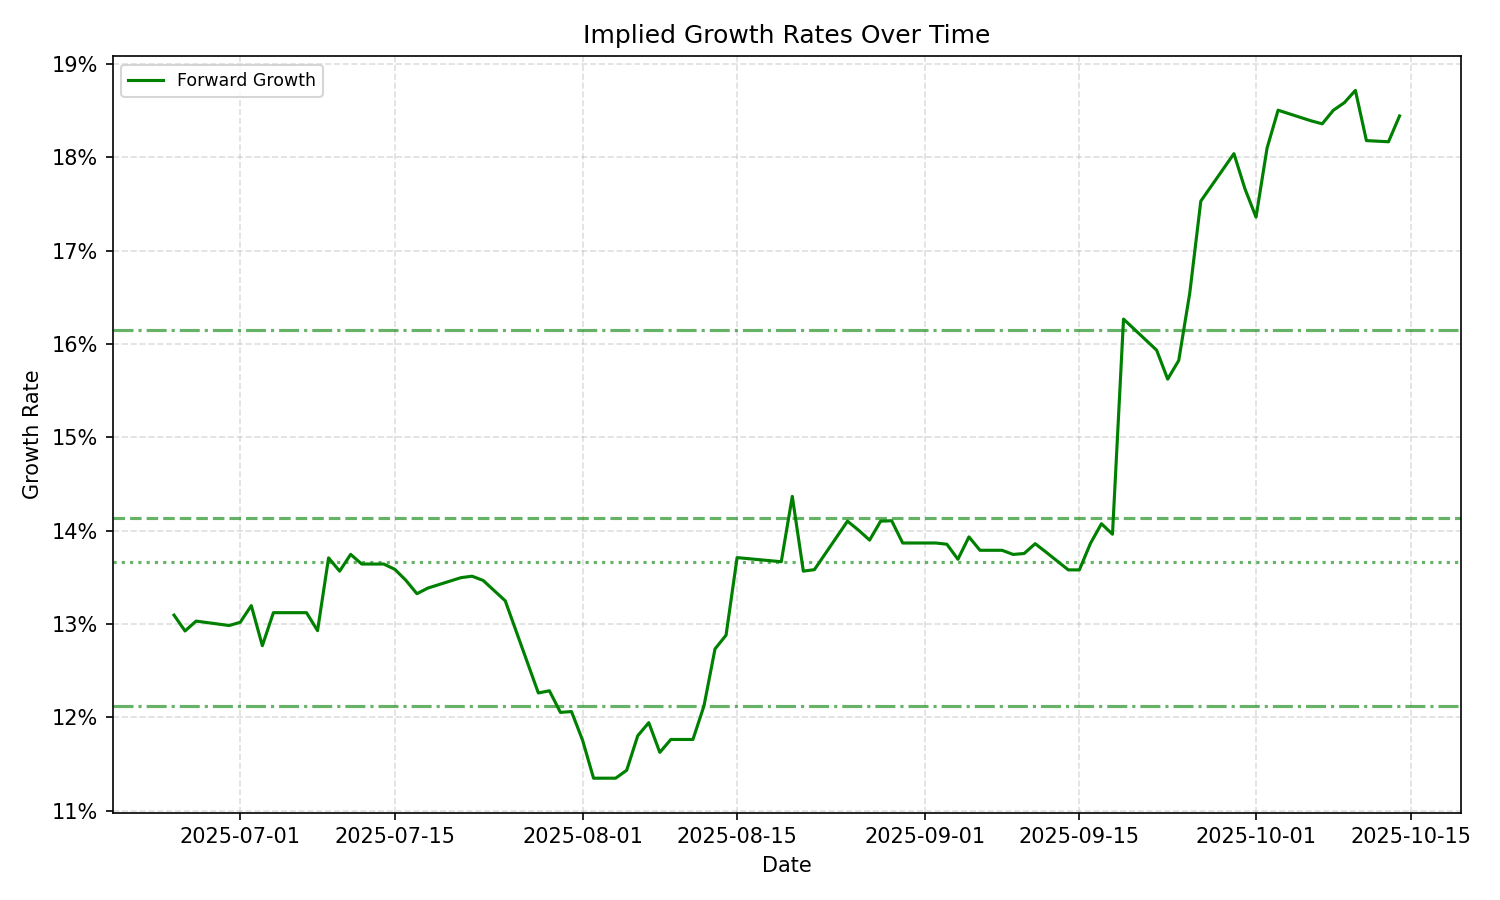 Implied Growth Rates Over Time
Forward Growth
19%
18%
17%
16%
15%
14%
13%
12%
11%
Growth Rate
2025-07-01 2025-07-15 2025-08-01 2025-08-15 2025-09-01 2025-09-15 2025-10-01 2025-10-15
Date